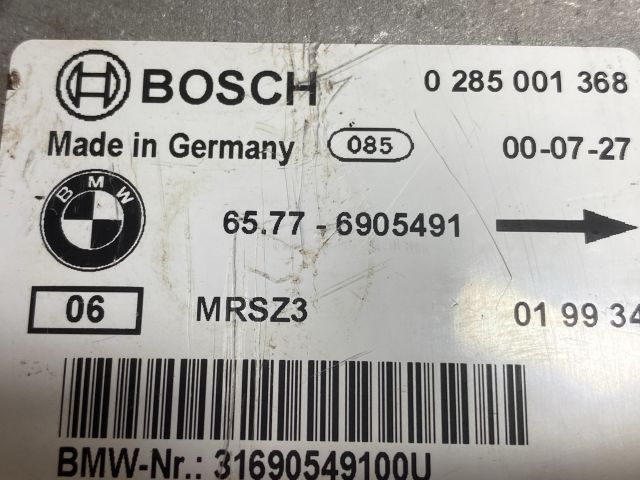 BOSCH 0 285 001 368
Made in Germany 085 00-07-27
BMW 65.77 - 6905491
06 MRSZ3 01 99 34
BMW-Nr.: 31690549100U